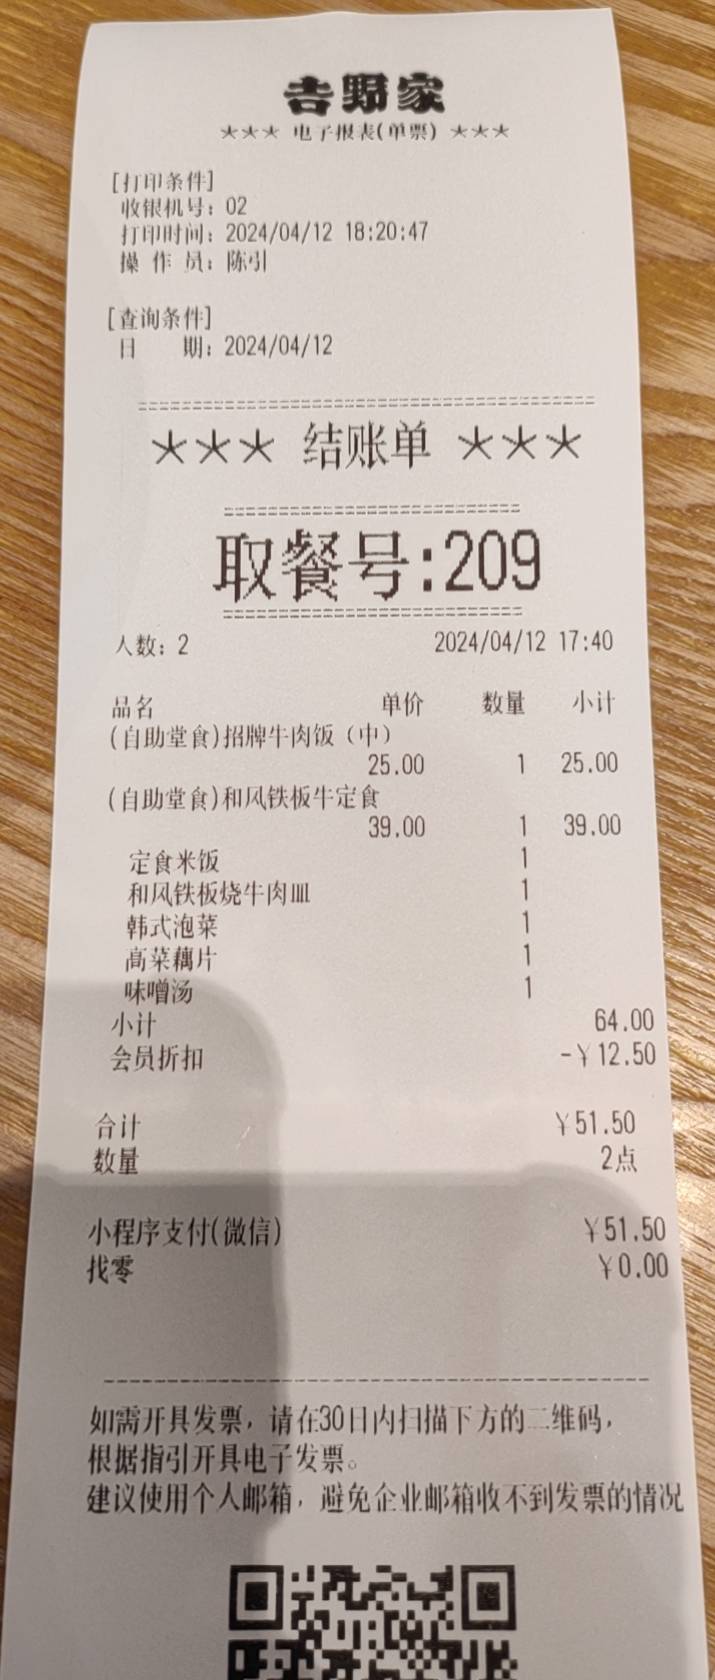 吉野家
*** 电子报表(单票) ***
[打印条件]
收银机号: 02
打印时间: 2024/04/12 18:20:47
操 作 员: 陈引
[查询条件]
日 期: 2024/04/12
*** 结账单 ***
取餐号:209
人数: 2 2024/04/12 17:40
品名 单价 数量 小计
(自助堂食)招牌牛肉饭（中）
25.00 1 25.00
(自助堂食)和风铁板牛定食
39.00 1 39.00
定食米饭 1
和风铁板烧牛肉皿 1
韩式泡菜 1
高菜藕片 1
味噌汤 1
小计 64.00
会员折扣 -￥12.50
合计 ￥51.50
数量 2点
小程序支付(微信) ￥51.50
找零 ￥0.00
如需开具发票，请在30日内扫描下方的二维码，
根据指引开具电子发票。
建议使用个人邮箱，避免企业邮箱收不到发票的情况